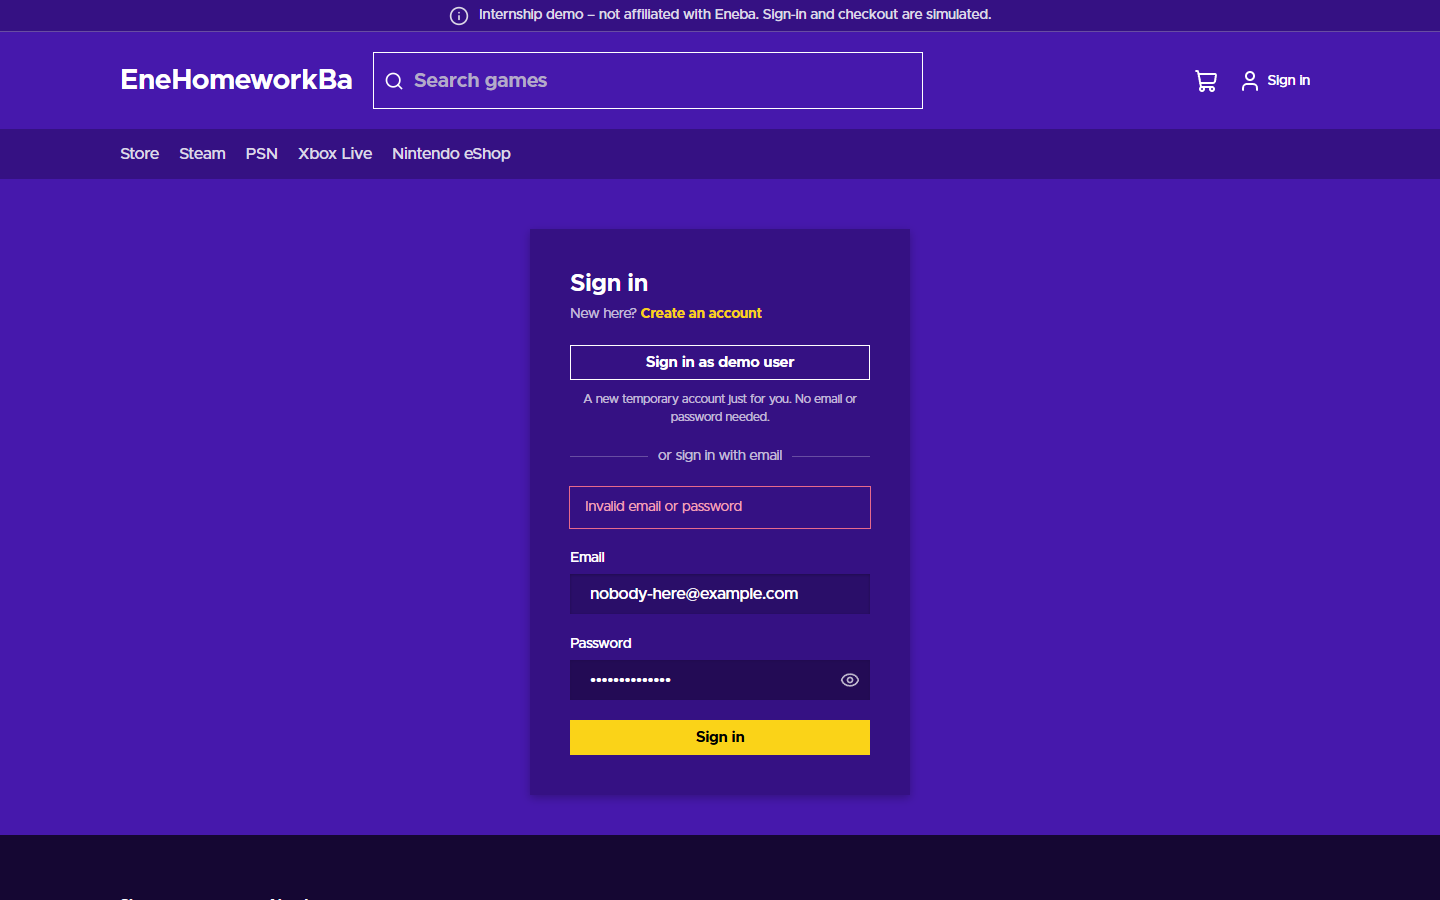 Internship demo – not affiliated with Eneba. Sign-in and checkout are simulated.
EneHomeworkBa
Search games
Sign in
Store
Steam
PSN
Xbox Live
Nintendo eShop
Sign in
New here? Create an account
Sign in as demo user
A new temporary account just for you. No email or
password needed.
or sign in with email
Invalid email or password
Email
nobody-here@example.com
Password
••••••••••••••
Sign in